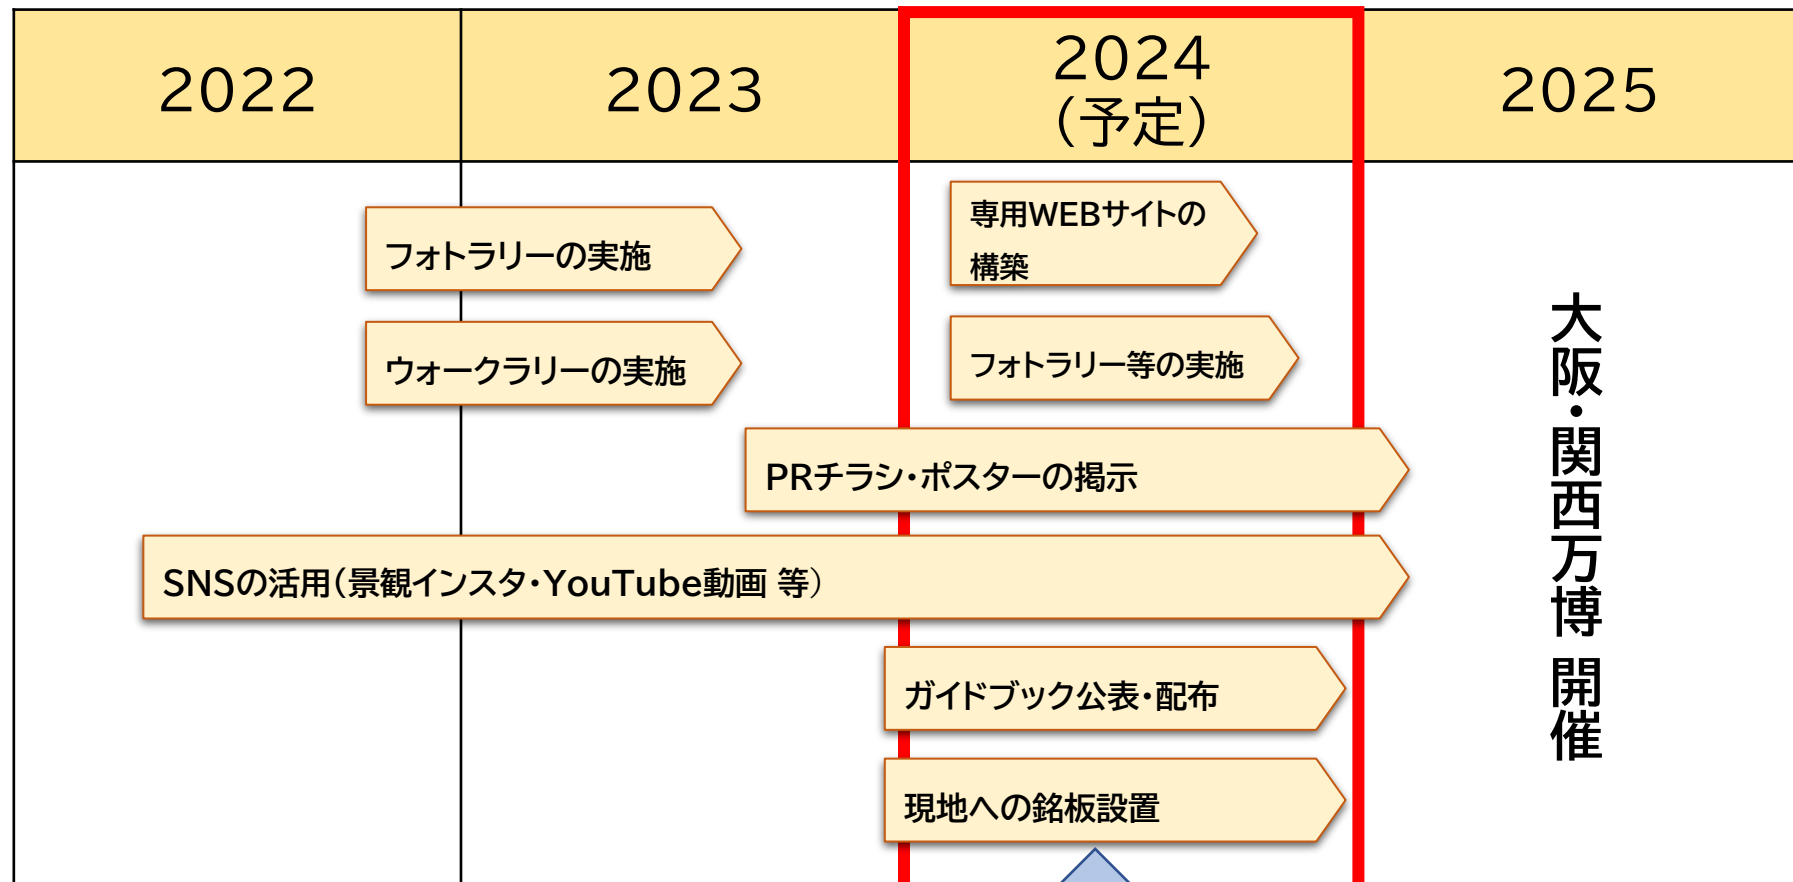 2022
2023
2024
(予定)
2025
フォトラリーの実施
専用WEBサイトの
構築
ウォークラリーの実施
フォトラリー等の実施
PRチラシ・ポスターの掲示
SNSの活用(景観インスタ・YouTube動画 等)
ガイドブック公表・配布
現地への銘板設置
大阪・関西万博 開催